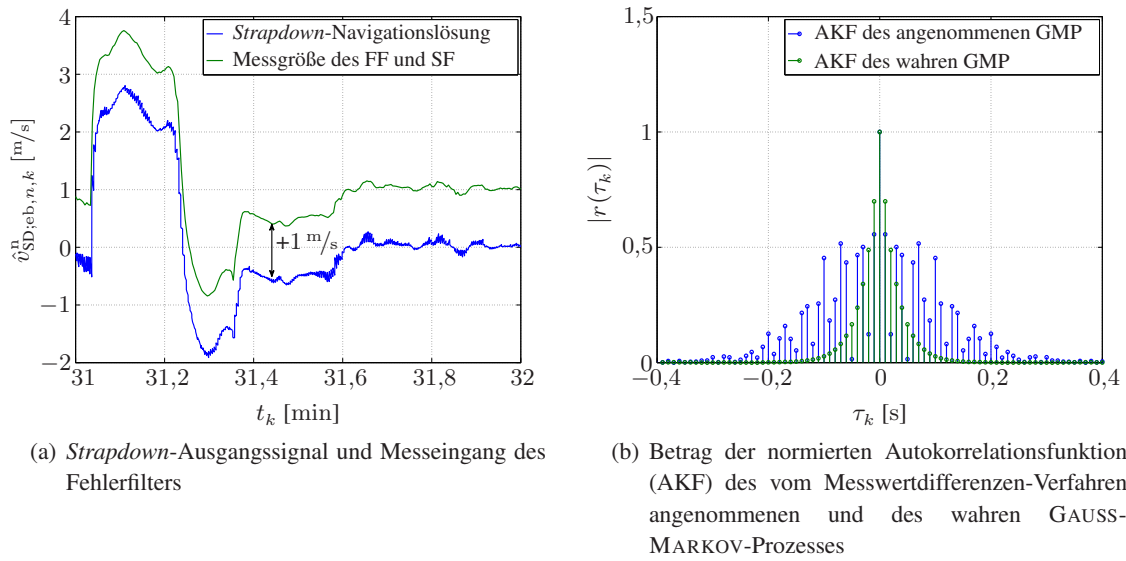 4
3
2
1
0
−1
−2
v̂ⁿ_SD;eb,n,k [m/s]
Strapdown-Navigationslösung
Messgröße des FF und SF
+1 m/s
31
31,2
31,4
31,6
31,8
32
t_k [min]
(a) Strapdown-Ausgangssignal und Messeingang des
Fehlerfilters
1,5
1
0,5
0
|r(τ_k)|
AKF des angenommenen GMP
AKF des wahren GMP
−0,4
−0,2
0
0,2
0,4
τ_k [s]
(b) Betrag der normierten Autokorrelationsfunktion
(AKF) des vom Messwertdifferenzen-Verfahren
angenommenen und des wahren GAUSS-
MARKOV-Prozesses